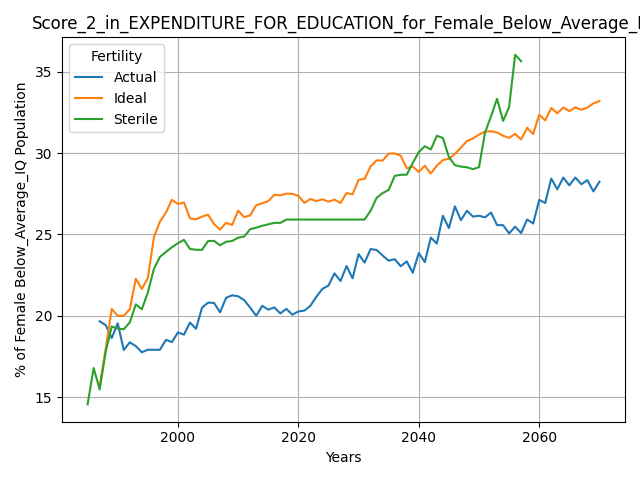 Score_2_in_EXPENDITURE_FOR_EDUCATION_for_Female_Below_Average_I
Fertility
Actual
Ideal
Sterile
% of Female Below_Average_IQ Population
35
30
25
20
15
2000
2020
2040
2060
Years